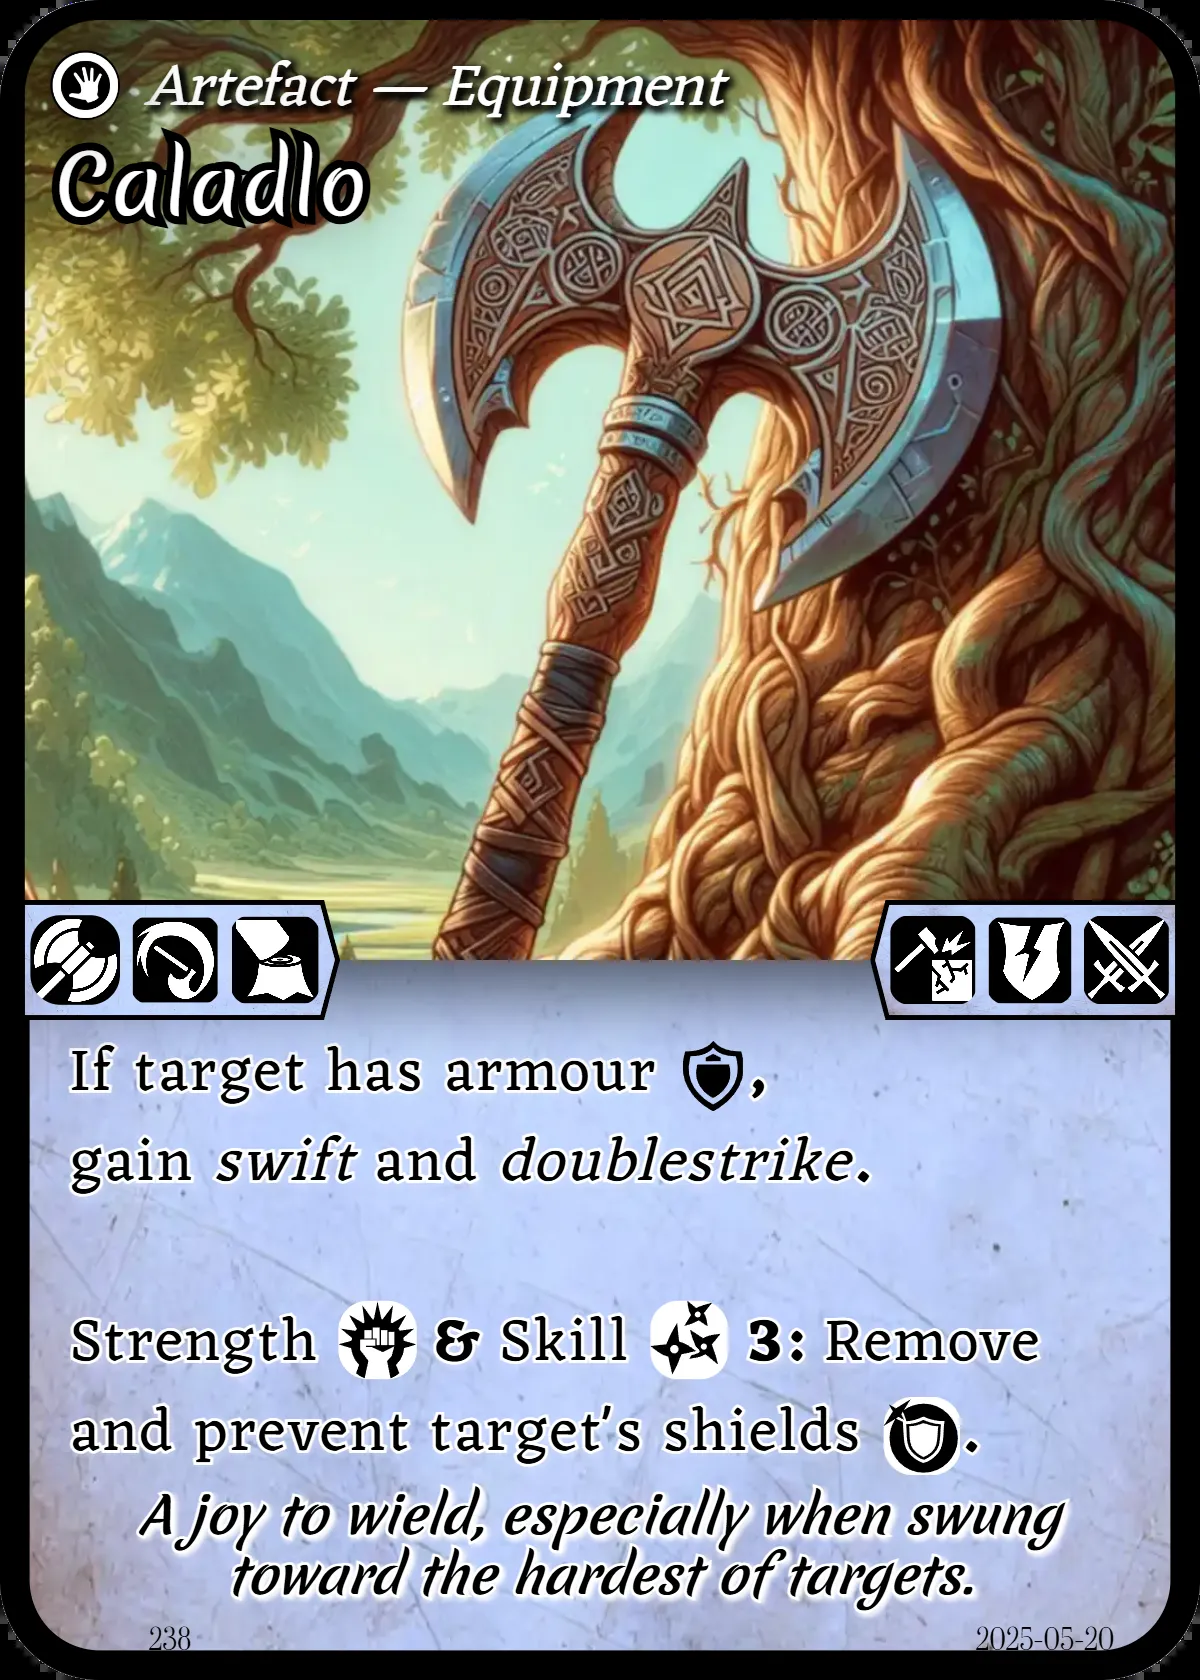 Artefact — Equipment
Caladlo
If target has armour ,
gain swift and doublestrike.
Strength & Skill 3: Remove
and prevent target's shields .
A joy to wield, especially when swung
toward the hardest of targets.
238
2025-05-20